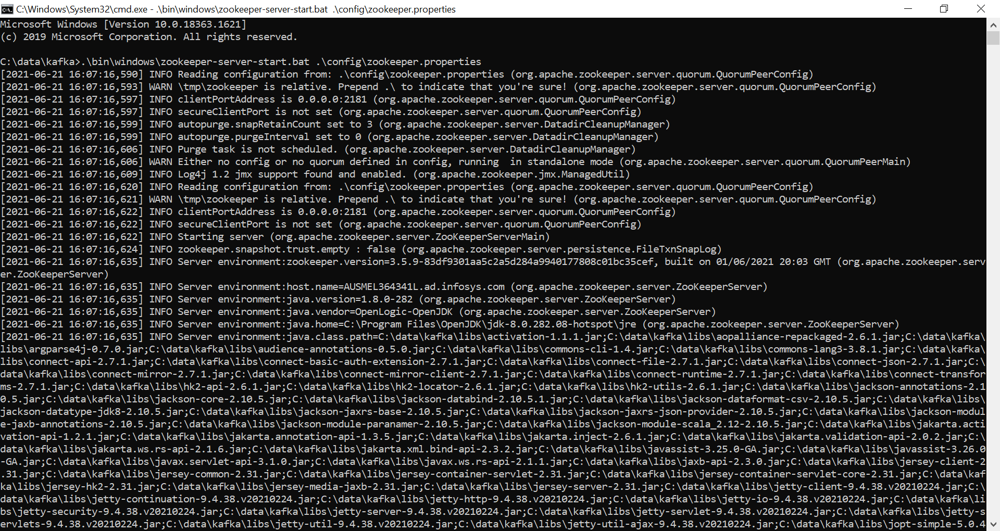 C:\Windows\System32\cmd.exe - .\bin\windows\zookeeper-server-start.bat  .\config\zookeeper.properties
Microsoft Windows [Version 10.0.18363.1621]
(c) 2019 Microsoft Corporation. All rights reserved.
C:\data\kafka>.\bin\windows\zookeeper-server-start.bat .\config\zookeeper.properties
[2021-06-21 16:07:16,590] INFO Reading configuration from: .\config\zookeeper.properties (org.apache.zookeeper.server.quorum.QuorumPeerConfig)
[2021-06-21 16:07:16,593] WARN \tmp\zookeeper is relative. Prepend .\ to indicate that you're sure! (org.apache.zookeeper.server.quorum.QuorumPeerConfig)
[2021-06-21 16:07:16,597] INFO clientPortAddress is 0.0.0.0:2181 (org.apache.zookeeper.server.quorum.QuorumPeerConfig)
[2021-06-21 16:07:16,597] INFO secureClientPort is not set (org.apache.zookeeper.server.quorum.QuorumPeerConfig)
[2021-06-21 16:07:16,599] INFO autopurge.snapRetainCount set to 3 (org.apache.zookeeper.server.DatadirCleanupManager)
[2021-06-21 16:07:16,599] INFO autopurge.purgeInterval set to 0 (org.apache.zookeeper.server.DatadirCleanupManager)
[2021-06-21 16:07:16,606] INFO Purge task is not scheduled. (org.apache.zookeeper.server.DatadirCleanupManager)
[2021-06-21 16:07:16,606] WARN Either no config or no quorum defined in config, running  in standalone mode (org.apache.zookeeper.server.quorum.QuorumPeerMain)
[2021-06-21 16:07:16,609] INFO Log4j 1.2 jmx support found and enabled. (org.apache.zookeeper.jmx.ManagedUtil)
[2021-06-21 16:07:16,620] INFO Reading configuration from: .\config\zookeeper.properties (org.apache.zookeeper.server.quorum.QuorumPeerConfig)
[2021-06-21 16:07:16,621] WARN \tmp\zookeeper is relative. Prepend .\ to indicate that you're sure! (org.apache.zookeeper.server.quorum.QuorumPeerConfig)
[2021-06-21 16:07:16,622] INFO clientPortAddress is 0.0.0.0:2181 (org.apache.zookeeper.server.quorum.QuorumPeerConfig)
[2021-06-21 16:07:16,622] INFO secureClientPort is not set (org.apache.zookeeper.server.quorum.QuorumPeerConfig)
[2021-06-21 16:07:16,622] INFO Starting server (org.apache.zookeeper.server.ZooKeeperServerMain)
[2021-06-21 16:07:16,624] INFO zookeeper.snapshot.trust.empty : false (org.apache.zookeeper.server.persistence.FileTxnSnapLog)
[2021-06-21 16:07:16,635] INFO Server environment:zookeeper.version=3.5.9-83df9301aa5c2a5d284a9940177808c01bc35cef, built on 01/06/2021 20:03 GMT (org.apache.zookeeper.serv
er.ZooKeeperServer)
[2021-06-21 16:07:16,635] INFO Server environment:host.name=AUSMEL364341L.ad.infosys.com (org.apache.zookeeper.server.ZooKeeperServer)
[2021-06-21 16:07:16,635] INFO Server environment:java.version=1.8.0-282 (org.apache.zookeeper.server.ZooKeeperServer)
[2021-06-21 16:07:16,635] INFO Server environment:java.vendor=OpenLogic-OpenJDK (org.apache.zookeeper.server.ZooKeeperServer)
[2021-06-21 16:07:16,635] INFO Server environment:java.home=C:\Program Files\OpenJDK\jdk-8.0.282.08-hotspot\jre (org.apache.zookeeper.server.ZooKeeperServer)
[2021-06-21 16:07:16,635] INFO Server environment:java.class.path=C:\data\kafka\libs\activation-1.1.1.jar;C:\data\kafka\libs\aopalliance-repackaged-2.6.1.jar;C:\data\kafka\
libs\argparse4j-0.7.0.jar;C:\data\kafka\libs\audience-annotations-0.5.0.jar;C:\data\kafka\libs\commons-cli-1.4.jar;C:\data\kafka\libs\commons-lang3-3.8.1.jar;C:\data\kafka\
libs\connect-api-2.7.1.jar;C:\data\kafka\libs\connect-basic-auth-extension-2.7.1.jar;C:\data\kafka\libs\connect-file-2.7.1.jar;C:\data\kafka\libs\connect-json-2.7.1.jar;C:\
data\kafka\libs\connect-mirror-2.7.1.jar;C:\data\kafka\libs\connect-mirror-client-2.7.1.jar;C:\data\kafka\libs\connect-runtime-2.7.1.jar;C:\data\kafka\libs\connect-transfor
ms-2.7.1.jar;C:\data\kafka\libs\hk2-api-2.6.1.jar;C:\data\kafka\libs\hk2-locator-2.6.1.jar;C:\data\kafka\libs\hk2-utils-2.6.1.jar;C:\data\kafka\libs\jackson-annotations-2.1
0.5.jar;C:\data\kafka\libs\jackson-core-2.10.5.jar;C:\data\kafka\libs\jackson-databind-2.10.5.1.jar;C:\data\kafka\libs\jackson-dataformat-csv-2.10.5.jar;C:\data\kafka\libs\
jackson-datatype-jdk8-2.10.5.jar;C:\data\kafka\libs\jackson-jaxrs-base-2.10.5.jar;C:\data\kafka\libs\jackson-jaxrs-json-provider-2.10.5.jar;C:\data\kafka\libs\jackson-modul
e-jaxb-annotations-2.10.5.jar;C:\data\kafka\libs\jackson-module-paranamer-2.10.5.jar;C:\data\kafka\libs\jackson-module-scala_2.12-2.10.5.jar;C:\data\kafka\libs\jakarta.acti
vation-api-1.2.1.jar;C:\data\kafka\libs\jakarta.annotation-api-1.3.5.jar;C:\data\kafka\libs\jakarta.inject-2.6.1.jar;C:\data\kafka\libs\jakarta.validation-api-2.0.2.jar;C:\
data\kafka\libs\jakarta.ws.rs-api-2.1.6.jar;C:\data\kafka\libs\jakarta.xml.bind-api-2.3.2.jar;C:\data\kafka\libs\javassist-3.25.0-GA.jar;C:\data\kafka\libs\javassist-3.26.0
-GA.jar;C:\data\kafka\libs\javax.servlet-api-3.1.0.jar;C:\data\kafka\libs\javax.ws.rs-api-2.1.1.jar;C:\data\kafka\libs\jaxb-api-2.3.0.jar;C:\data\kafka\libs\jersey-client-2
.31.jar;C:\data\kafka\libs\jersey-common-2.31.jar;C:\data\kafka\libs\jersey-container-servlet-2.31.jar;C:\data\kafka\libs\jersey-container-servlet-core-2.31.jar;C:\data\kaf
ka\libs\jersey-hk2-2.31.jar;C:\data\kafka\libs\jersey-media-jaxb-2.31.jar;C:\data\kafka\libs\jersey-server-2.31.jar;C:\data\kafka\libs\jetty-client-9.4.38.v20210224.jar;C:\
data\kafka\libs\jetty-continuation-9.4.38.v20210224.jar;C:\data\kafka\libs\jetty-http-9.4.38.v20210224.jar;C:\data\kafka\libs\jetty-io-9.4.38.v20210224.jar;C:\data\kafka\li
bs\jetty-security-9.4.38.v20210224.jar;C:\data\kafka\libs\jetty-server-9.4.38.v20210224.jar;C:\data\kafka\libs\jetty-servlet-9.4.38.v20210224.jar;C:\data\kafka\libs\jetty-s
ervlets-9.4.38.v20210224.jar;C:\data\kafka\libs\jetty-util-9.4.38.v20210224.jar;C:\data\kafka\libs\jetty-util-ajax-9.4.38.v20210224.jar;C:\data\kafka\libs\jopt-simple-5.0.4